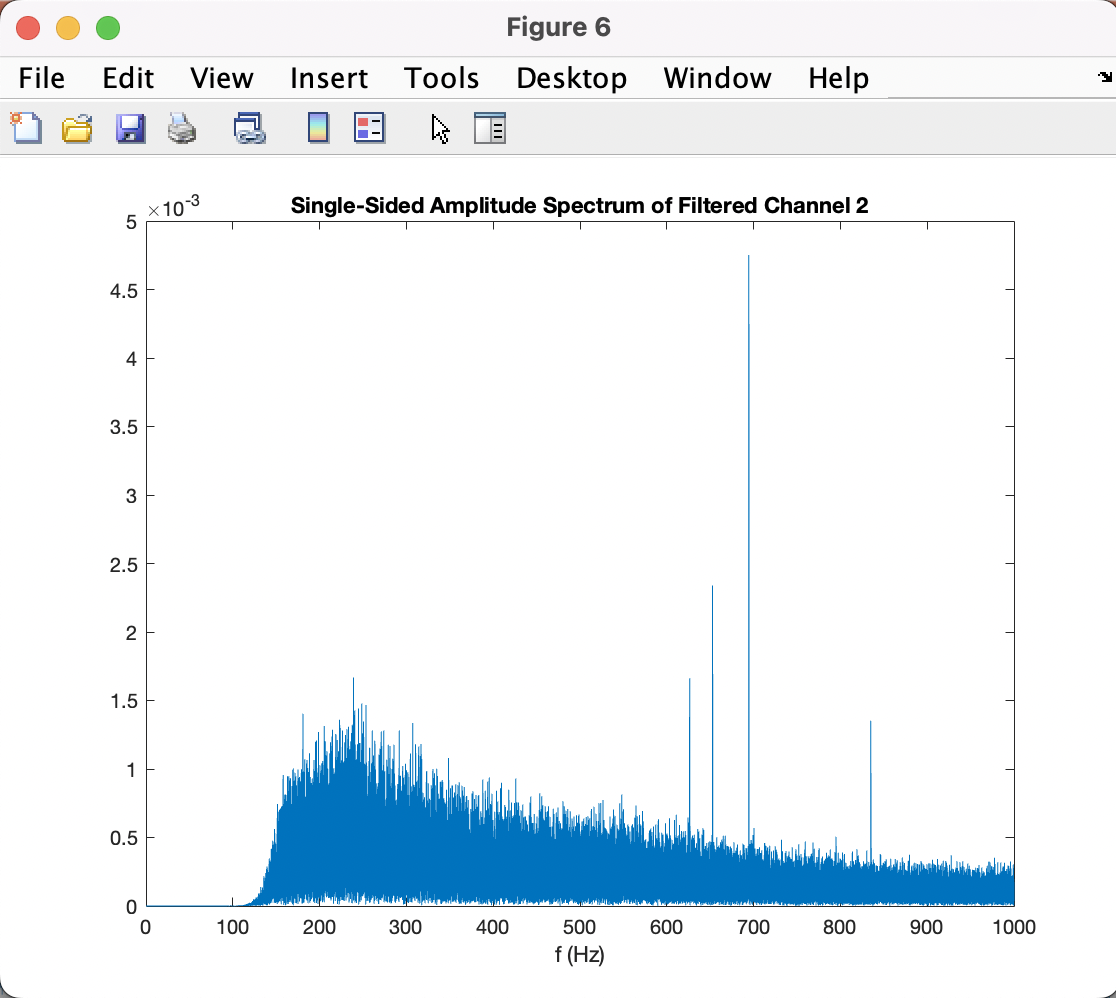 Figure 6
File Edit View Insert Tools Desktop Window Help
×10-3
Single-Sided Amplitude Spectrum of Filtered Channel 2
5
4.5
4
3.5
3
2.5
2
1.5
1
0.5
0
0 100 200 300 400 500 600 700 800 900 1000
f (Hz)